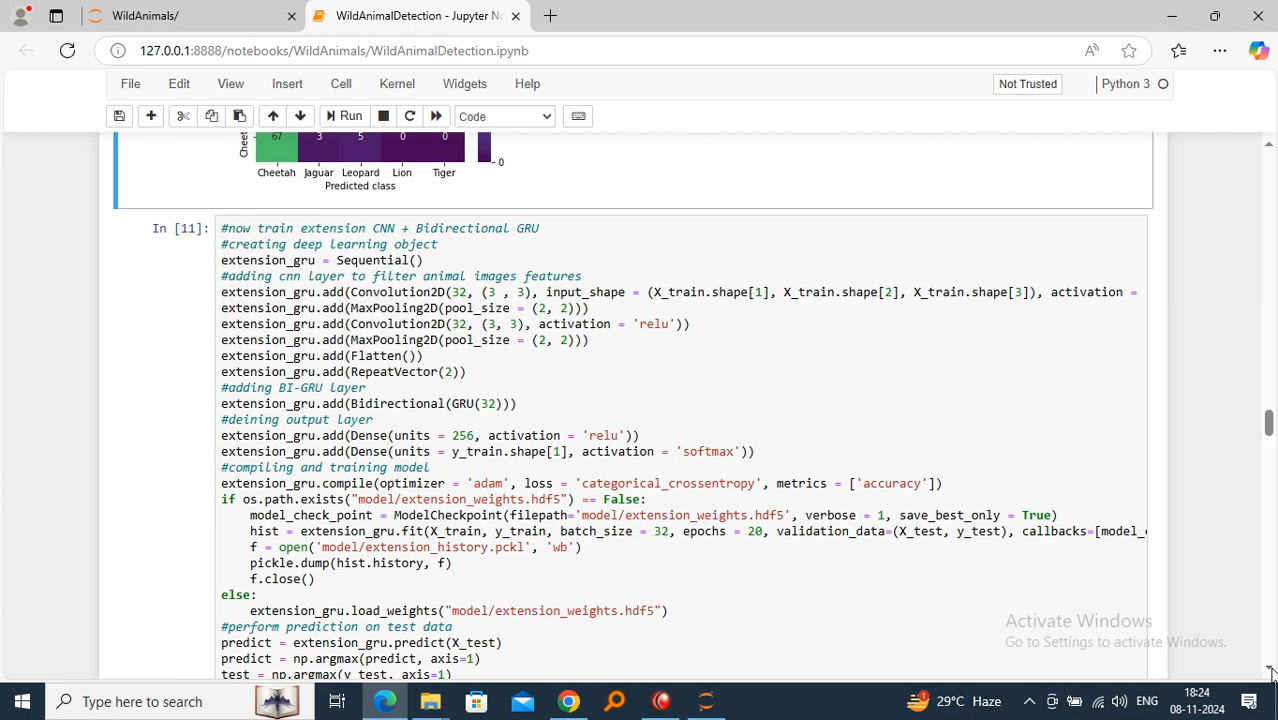 WildAnimals/
WildAnimalDetection - Jupyter No
127.0.0.1:8888/notebooks/WildAnimals/WildAnimalDetection.ipynb
File Edit View Insert Cell Kernel Widgets Help Not Trusted Python 3
Run Code
Cheet 67 3 5 0 0 0
Cheetah Jaguar Leopard Lion Tiger
Predicted class
In [11]: #now train extension CNN + Bidirectional GRU
#creating deep learning object
extension_gru = Sequential()
#adding cnn layer to filter animal images features
extension_gru.add(Convolution2D(32, (3 , 3), input_shape = (X_train.shape[1], X_train.shape[2], X_train.shape[3]), activation =
extension_gru.add(MaxPooling2D(pool_size = (2, 2)))
extension_gru.add(Convolution2D(32, (3, 3), activation = 'relu'))
extension_gru.add(MaxPooling2D(pool_size = (2, 2)))
extension_gru.add(Flatten())
extension_gru.add(RepeatVector(2))
#adding BI-GRU layer
extension_gru.add(Bidirectional(GRU(32)))
#deining output layer
extension_gru.add(Dense(units = 256, activation = 'relu'))
extension_gru.add(Dense(units = y_train.shape[1], activation = 'softmax'))
#compiling and training model
extension_gru.compile(optimizer = 'adam', loss = 'categorical_crossentropy', metrics = ['accuracy'])
if os.path.exists("model/extension_weights.hdf5") == False:
model_check_point = ModelCheckpoint(filepath='model/extension_weights.hdf5', verbose = 1, save_best_only = True)
hist = extension_gru.fit(X_train, y_train, batch_size = 32, epochs = 20, validation_data=(X_test, y_test), callbacks=[model_c
f = open('model/extension_history.pckl', 'wb')
pickle.dump(hist.history, f)
f.close()
else:
extension_gru.load_weights("model/extension_weights.hdf5")
#perform prediction on test data
predict = extension_gru.predict(X_test)
predict = np.argmax(predict, axis=1)
test = np.argmax(y_test, axis=1)
Activate Windows
Go to Settings to activate Windows.
Type here to search
1 29°C Haze ENG 18:24
08-11-2024